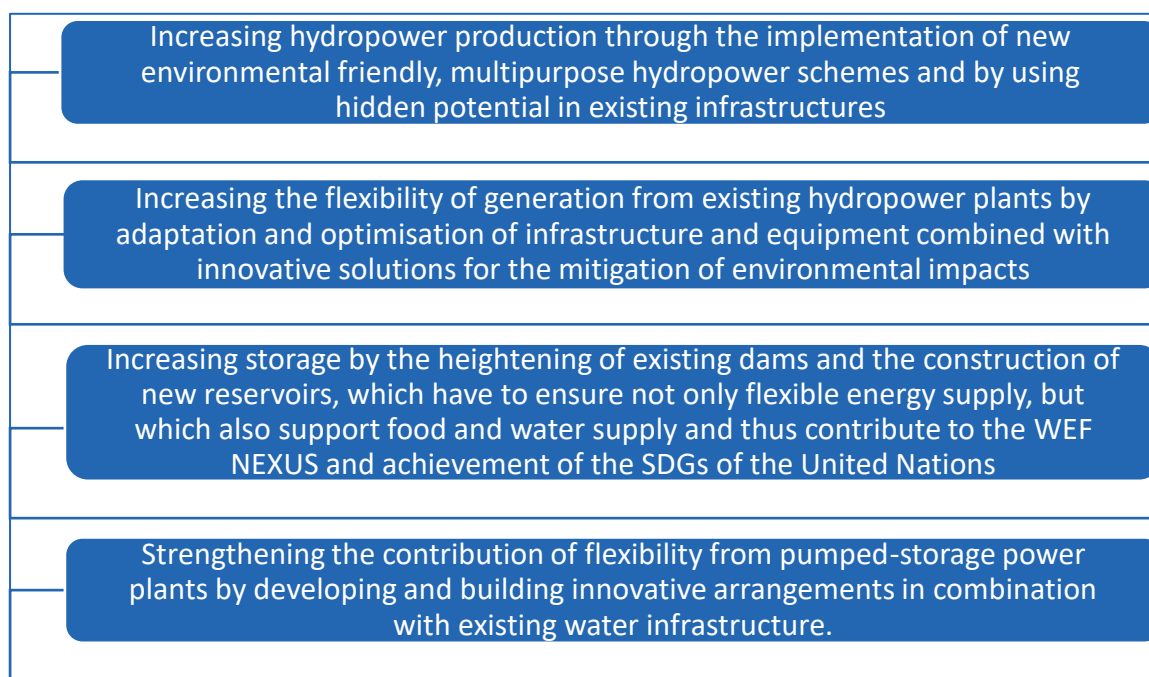 Increasing hydropower production through the implementation of new
environmental friendly, multipurpose hydropower schemes and by using
hidden potential in existing infrastructures
Increasing the flexibility of generation from existing hydropower plants by
adaptation and optimisation of infrastructure and equipment combined with
innovative solutions for the mitigation of environmental impacts
Increasing storage by the heightening of existing dams and the construction of
new reservoirs, which have to ensure not only flexible energy supply, but
which also support food and water supply and thus contribute to the WEF
NEXUS and achievement of the SDGs of the United Nations
Strengthening the contribution of flexibility from pumped-storage power
plants by developing and building innovative arrangements in combination
with existing water infrastructure.